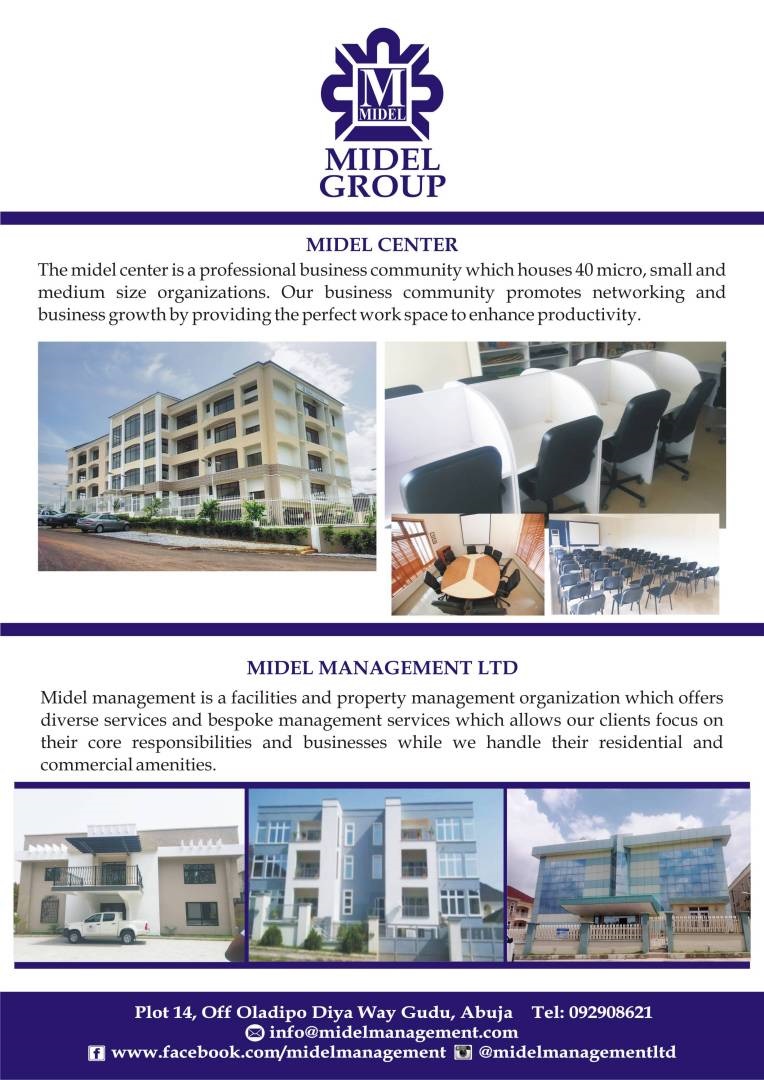 M
MIDEL
MIDEL
GROUP
MIDEL CENTER
The midel center is a professional business community which houses 40 micro, small and
medium size organizations. Our business community promotes networking and
business growth by providing the perfect work space to enhance productivity.
MIDEL MANAGEMENT LTD
Midel management is a facilities and property management organization which offers
diverse services and bespoke management services which allows our clients focus on
their core responsibilities and businesses while we handle their residential and
commercial amenities.
Plot 14, Off Oladipo Diya Way Gudu, Abuja Tel: 092908621
info@midelmanagement.com
f www.facebook.com/midelmanagement @midelmanagementltd